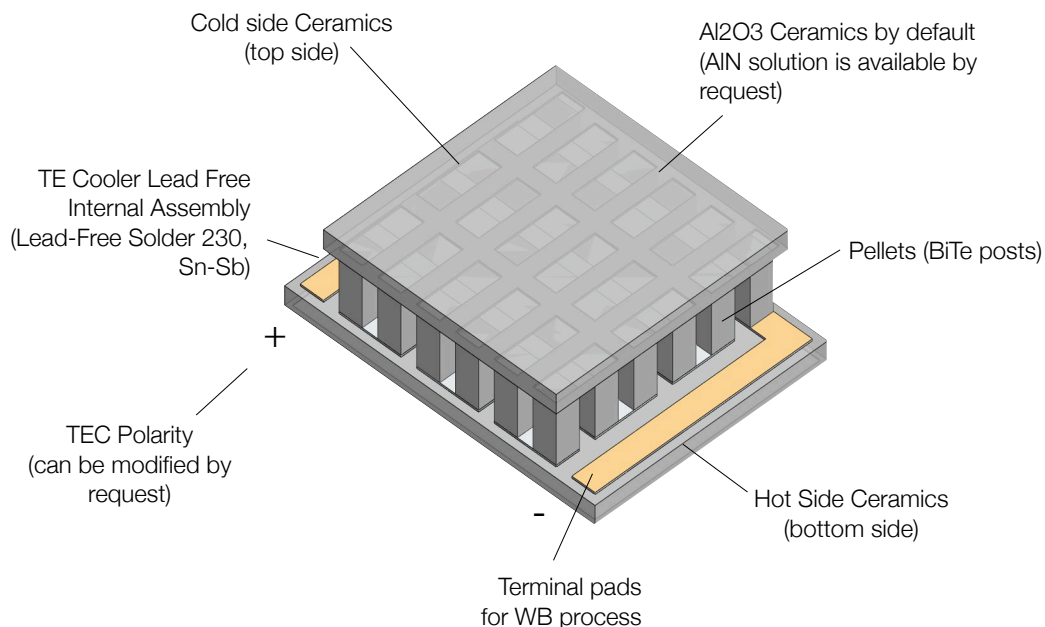 Cold side Ceramics
(top side)
Al2O3 Ceramics by default
(AlN solution is available by
request)
TE Cooler Lead Free
Internal Assembly
(Lead-Free Solder 230,
Sn-Sb)
Pellets (BiTe posts)
+
TEC Polarity
(can be modified by
request)
-
Hot Side Ceramics
(bottom side)
Terminal pads
for WB process